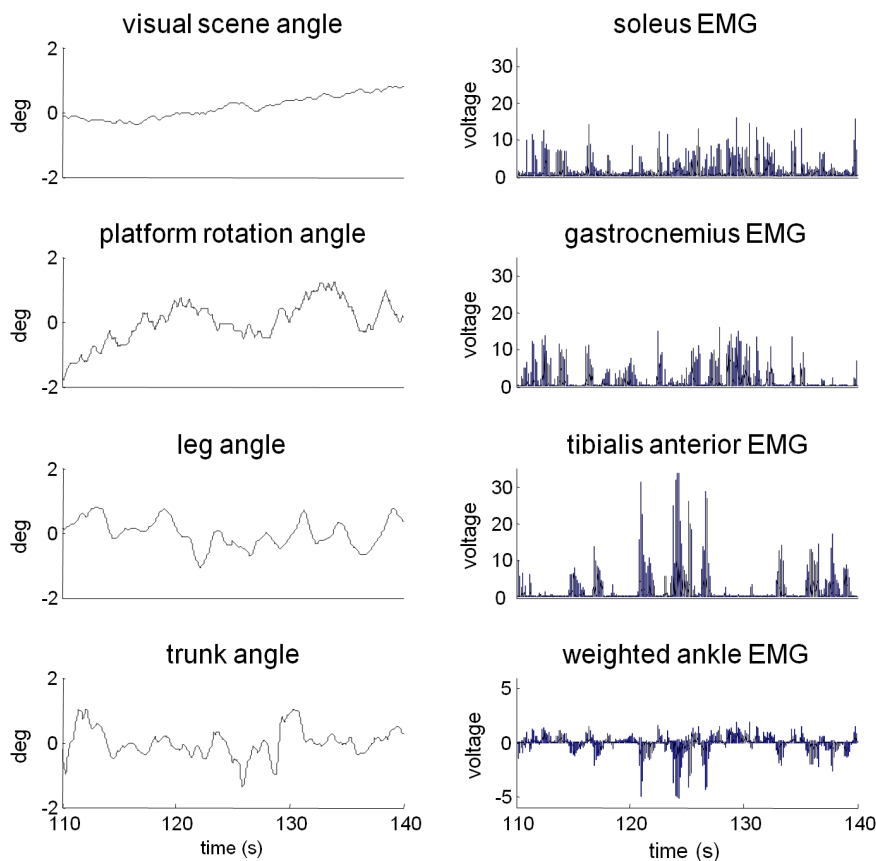 visual scene angle
2
0
-2
deg
platform rotation angle
2
0
-2
deg
leg angle
2
0
-2
deg
trunk angle
2
0
-2
deg
110 120 130 140
time (s)
soleus EMG
30
20
10
0
voltage
gastrocnemius EMG
30
20
10
0
voltage
tibialis anterior EMG
30
20
10
0
voltage
weighted ankle EMG
5
0
-5
voltage
110 120 130 140
time (s)